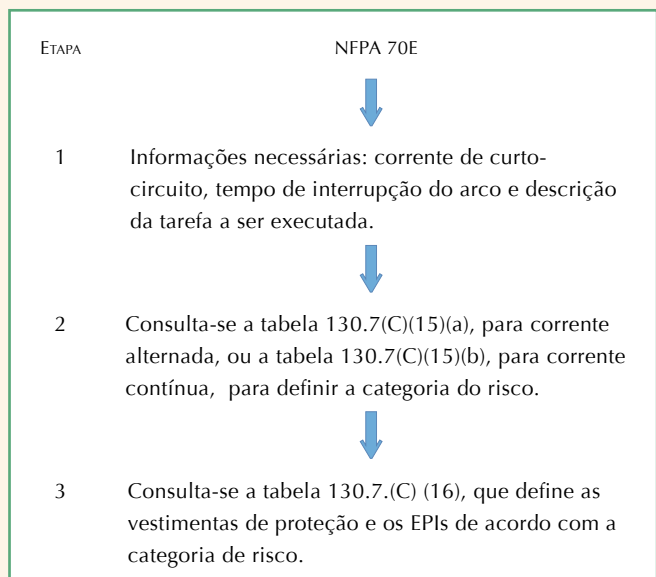 ETAPA NFPA 70E
1 Informações necessárias: corrente de curto-
circuito, tempo de interrupção do arco e descrição
da tarefa a ser executada.
2 Consulta-se a tabela 130.7(C)(15)(a), para corrente
alternada, ou a tabela 130.7(C)(15)(b), para corrente
contínua, para definir a categoria do risco.
3 Consulta-se a tabela 130.7.(C) (16), que define as
vestimentas de proteção e os EPIs de acordo com a
categoria de risco.